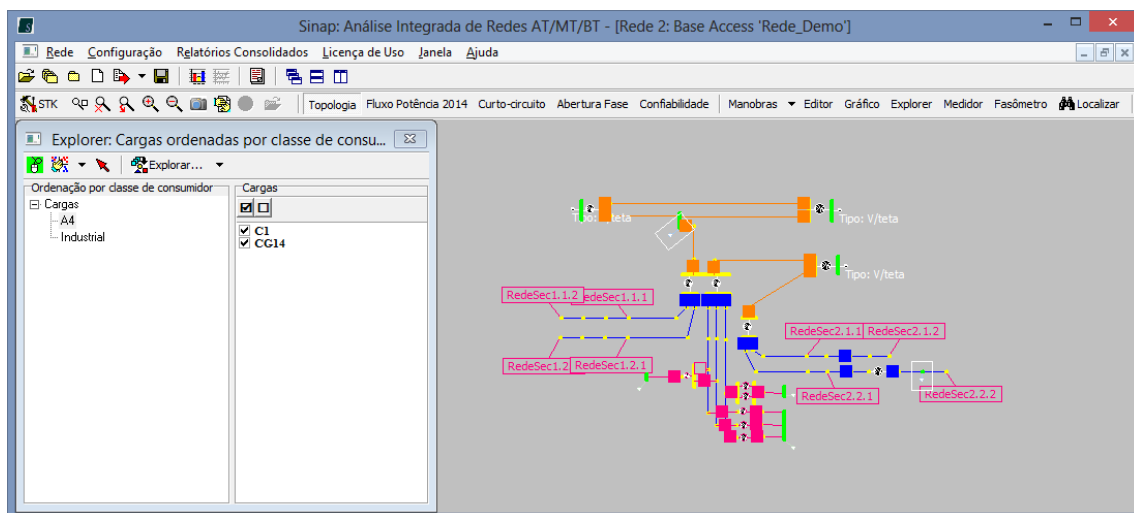 Sinap: Análise Integrada de Redes AT/MT/BT - [Rede 2: Base Access 'Rede_Demo']
Rede Configuração Relatórios Consolidados Licença de Uso Janela Ajuda
STK Topologia Fluxo Potência 2014 Curto-circuito Abertura Fase Confiabilidade Manobras Editor Gráfico Explorer Medidor Fasômetro Localizar
Explorer: Cargas ordenadas por classe de consu...
Explorar...
Ordenação por classe de consumidor
Cargas
A4
Industrial
Cargas
C1
CG14
Tipo: V/teta
Tipo: V/teta
RedeSec1.1.2 edeSec1.1.1
RedeSec1.2 RedeSec1.2.1
RedeSec2.1.1 RedeSec2.1.2
RedeSec2.2.1 RedeSec2.2.2